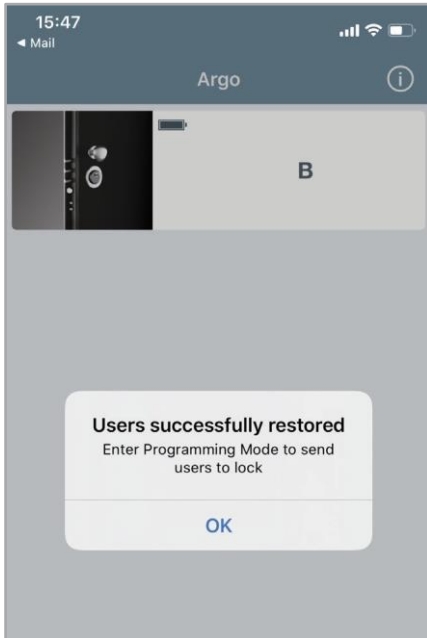 15:47
◀ Mail
Argo
B
Users successfully restored
Enter Programming Mode to send
users to lock
OK